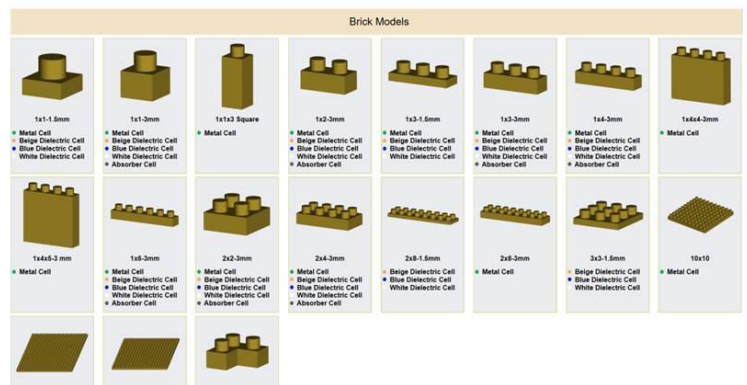 Brick Models
1x1-1.5mm
Metal Cell
Beige Dielectric Cell
Blue Dielectric Cell
White Dielectric Cell
1x1-3mm
Metal Cell
Beige Dielectric Cell
Blue Dielectric Cell
White Dielectric Cell
Absorber Cell
1x1x3 Square
Metal Cell
1x2-3mm
Metal Cell
Beige Dielectric Cell
Blue Dielectric Cell
White Dielectric Cell
Absorber Cell
1x3-1.5mm
Metal Cell
Beige Dielectric Cell
Blue Dielectric Cell
White Dielectric Cell
1x3-3mm
Metal Cell
Beige Dielectric Cell
Blue Dielectric Cell
White Dielectric Cell
Absorber Cell
1x4-3mm
Metal Cell
Beige Dielectric Cell
Blue Dielectric Cell
White Dielectric Cell
Absorber Cell
1x4x4-3mm
Metal Cell
1x4x5-3 mm
Metal Cell
1x6-3mm
Metal Cell
Beige Dielectric Cell
Blue Dielectric Cell
White Dielectric Cell
Absorber Cell
2x2-3mm
Metal Cell
Beige Dielectric Cell
Blue Dielectric Cell
White Dielectric Cell
Absorber Cell
2x4-3mm
Metal Cell
Beige Dielectric Cell
Blue Dielectric Cell
White Dielectric Cell
Absorber Cell
2x8-1.5mm
Beige Dielectric Cell
Blue Dielectric Cell
White Dielectric Cell
2x8-3mm
Metal Cell
3x3-1.5mm
Beige Dielectric Cell
Blue Dielectric Cell
White Dielectric Cell
10x10
Metal Cell